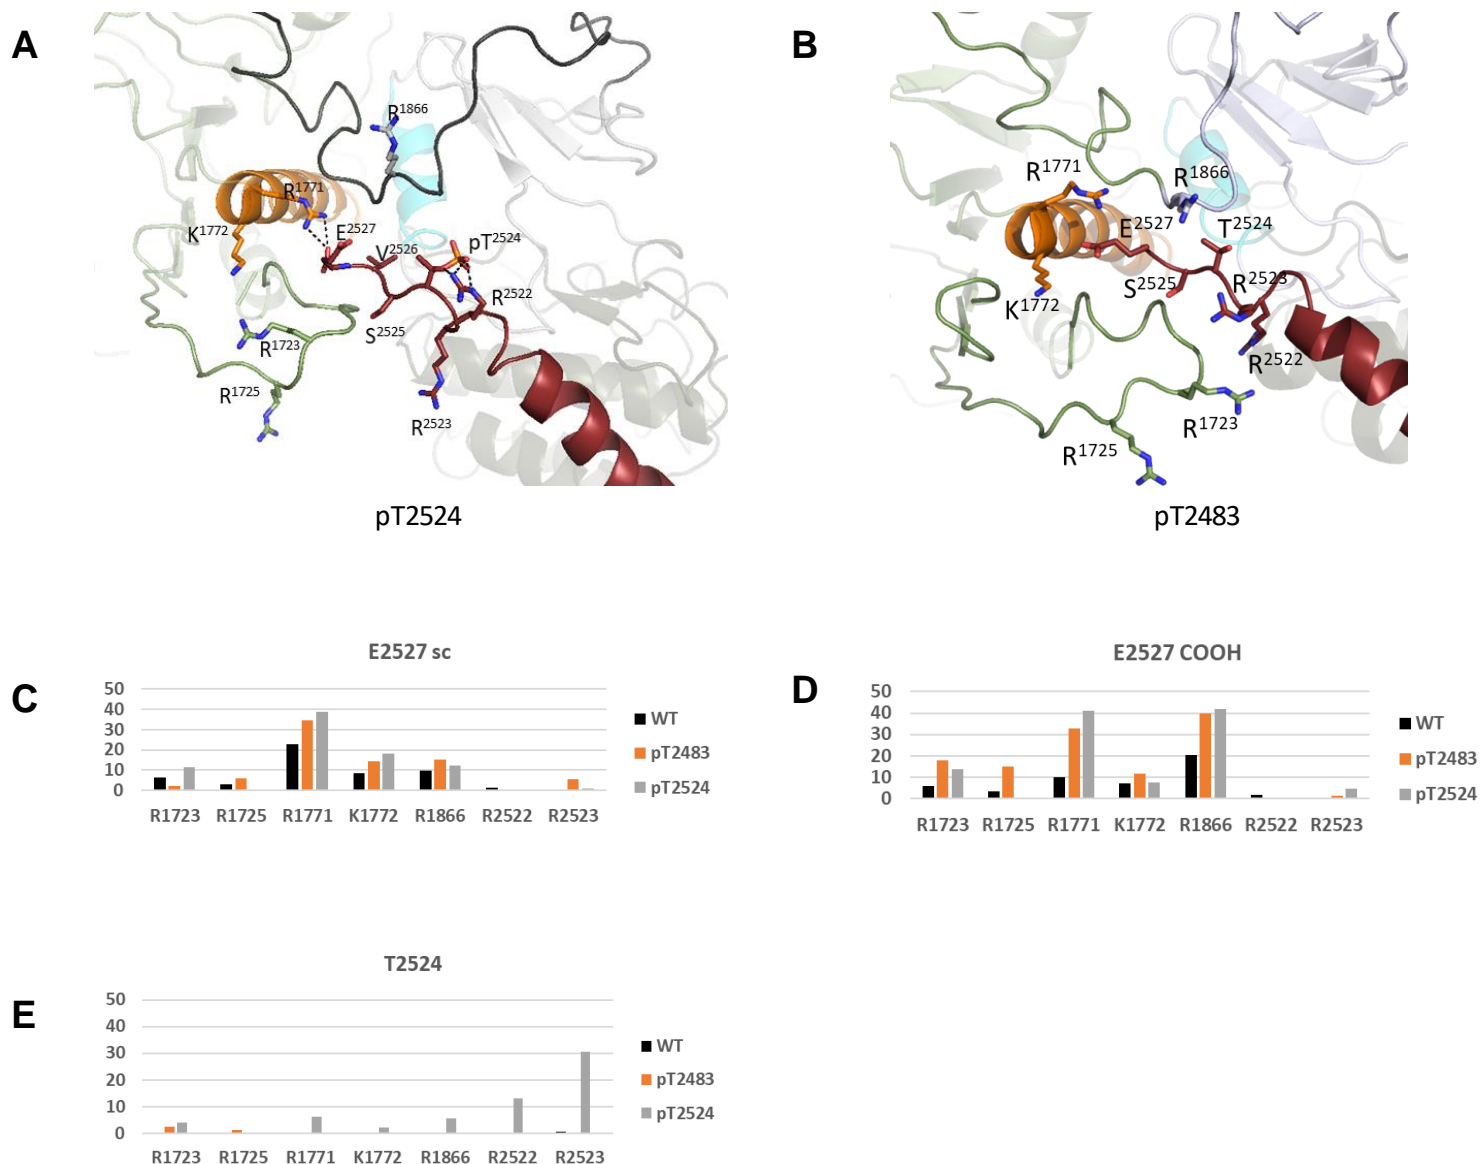 A
B
R1866
R1771
K1772
E2527
V2526
pT2524
R2522
S2525
R1723
R1725
R2523
R1771
R1866
E2527
T2524
S2525
R2523
K1772
R2522
R1723
R1725
pT2524
pT2483
C
E2527 sc
50
40
30
20
10
0
R1723 R1725 R1771 K1772 R1866 R2522 R2523
WT
pT2483
pT2524
D
E2527 COOH
50
40
30
20
10
0
R1723 R1725 R1771 K1772 R1866 R2522 R2523
WT
pT2483
pT2524
E
T2524
50
40
30
20
10
0
R1723 R1725 R1771 K1772 R1866 R2522 R2523
WT
pT2483
pT2524